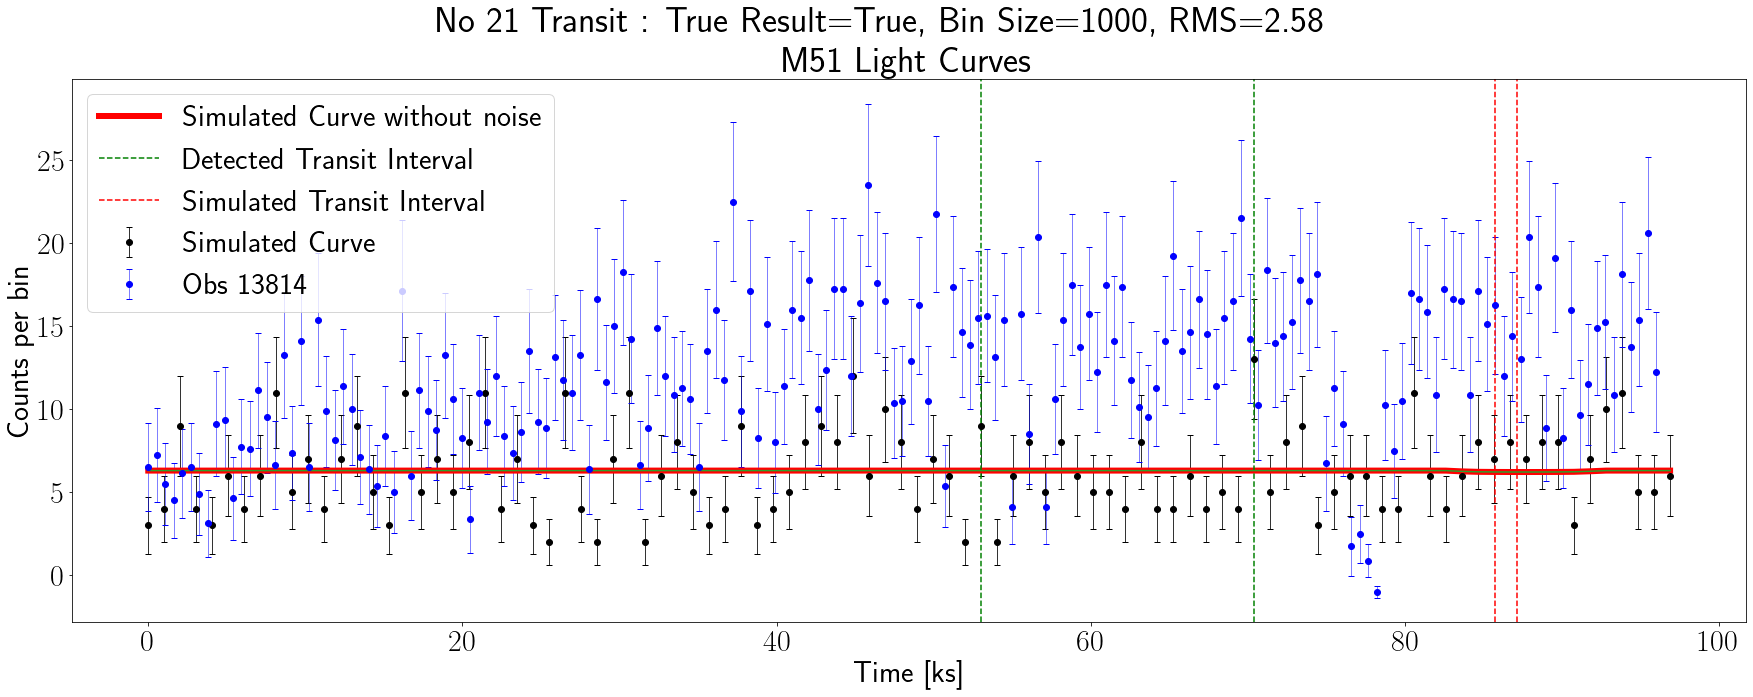 No 21 Transit : True Result=True, Bin Size=1000, RMS=2.58
M51 Light Curves
Simulated Curve without noise
Detected Transit Interval
Simulated Transit Interval
Simulated Curve
Obs 13814
Counts per bin
25
20
15
10
5
0
0 20 40 60 80 100
Time [ks]